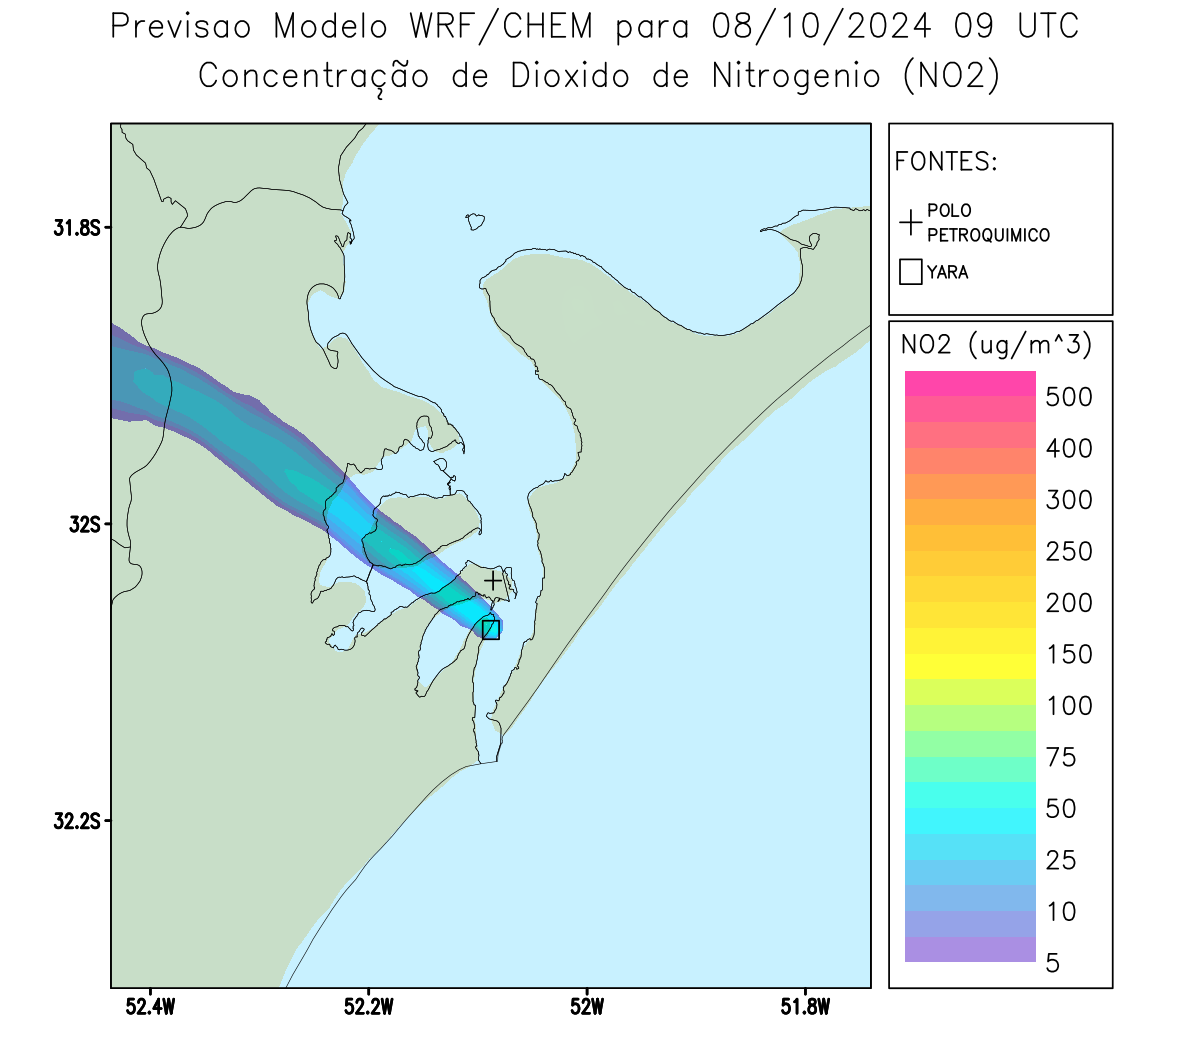 Previsao Modelo WRF/CHEM para 08/10/2024 09 UTC
Concentração de Dioxido de Nitrogenio (NO2)
FONTES:
POLO
PETROQUIMICO
YARA
NO2 (ug/m^3)
500
400
300
250
200
150
100
75
50
25
10
5
31.8S
32S
32.2S
52.4W
52.2W
52W
51.8W